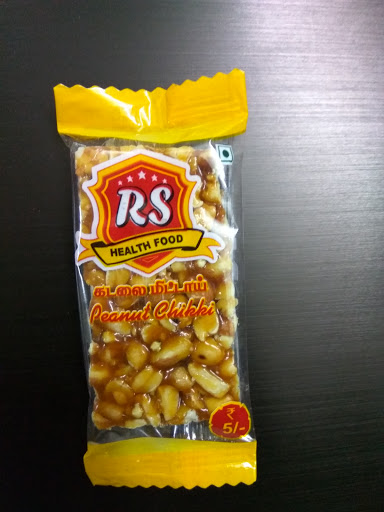 RS
HEALTH FOOD
கடலைமிட்டாய்
Peanut Chikki
₹
5/-